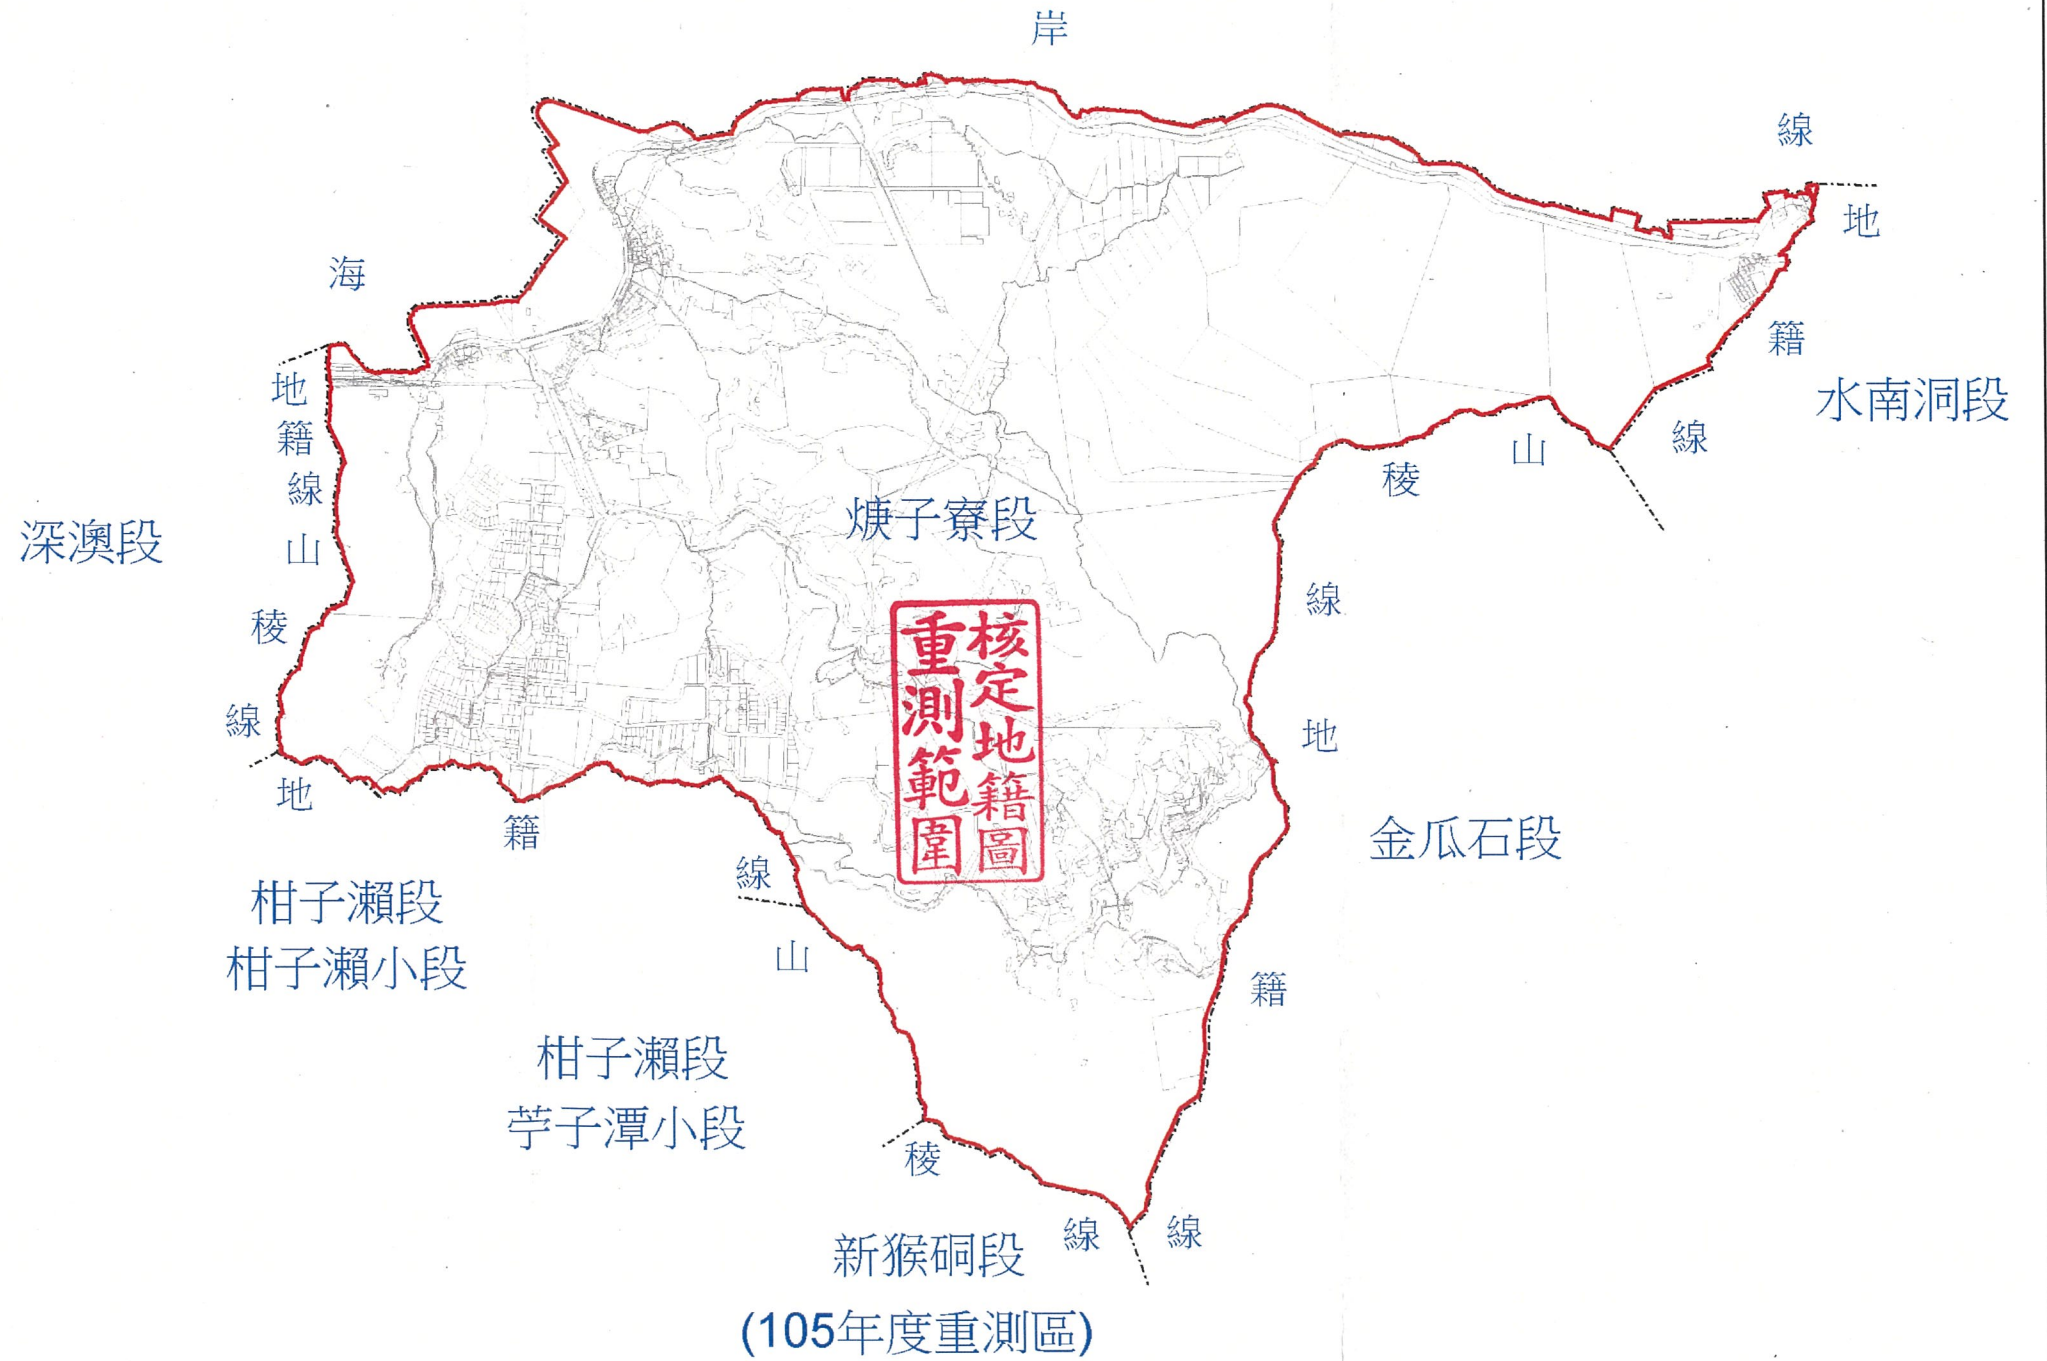 海岸線
地籍線
山稜線
地籍線
山稜線
地籍線
山稜線
地籍線
水南洞段
深澳段
焿子寮段
核定地籍圖
重測範圍
金瓜石段
柑子瀨段
柑子瀨小段
柑子瀨段
苧子潭小段
新猴硐段
(105年度重測區)